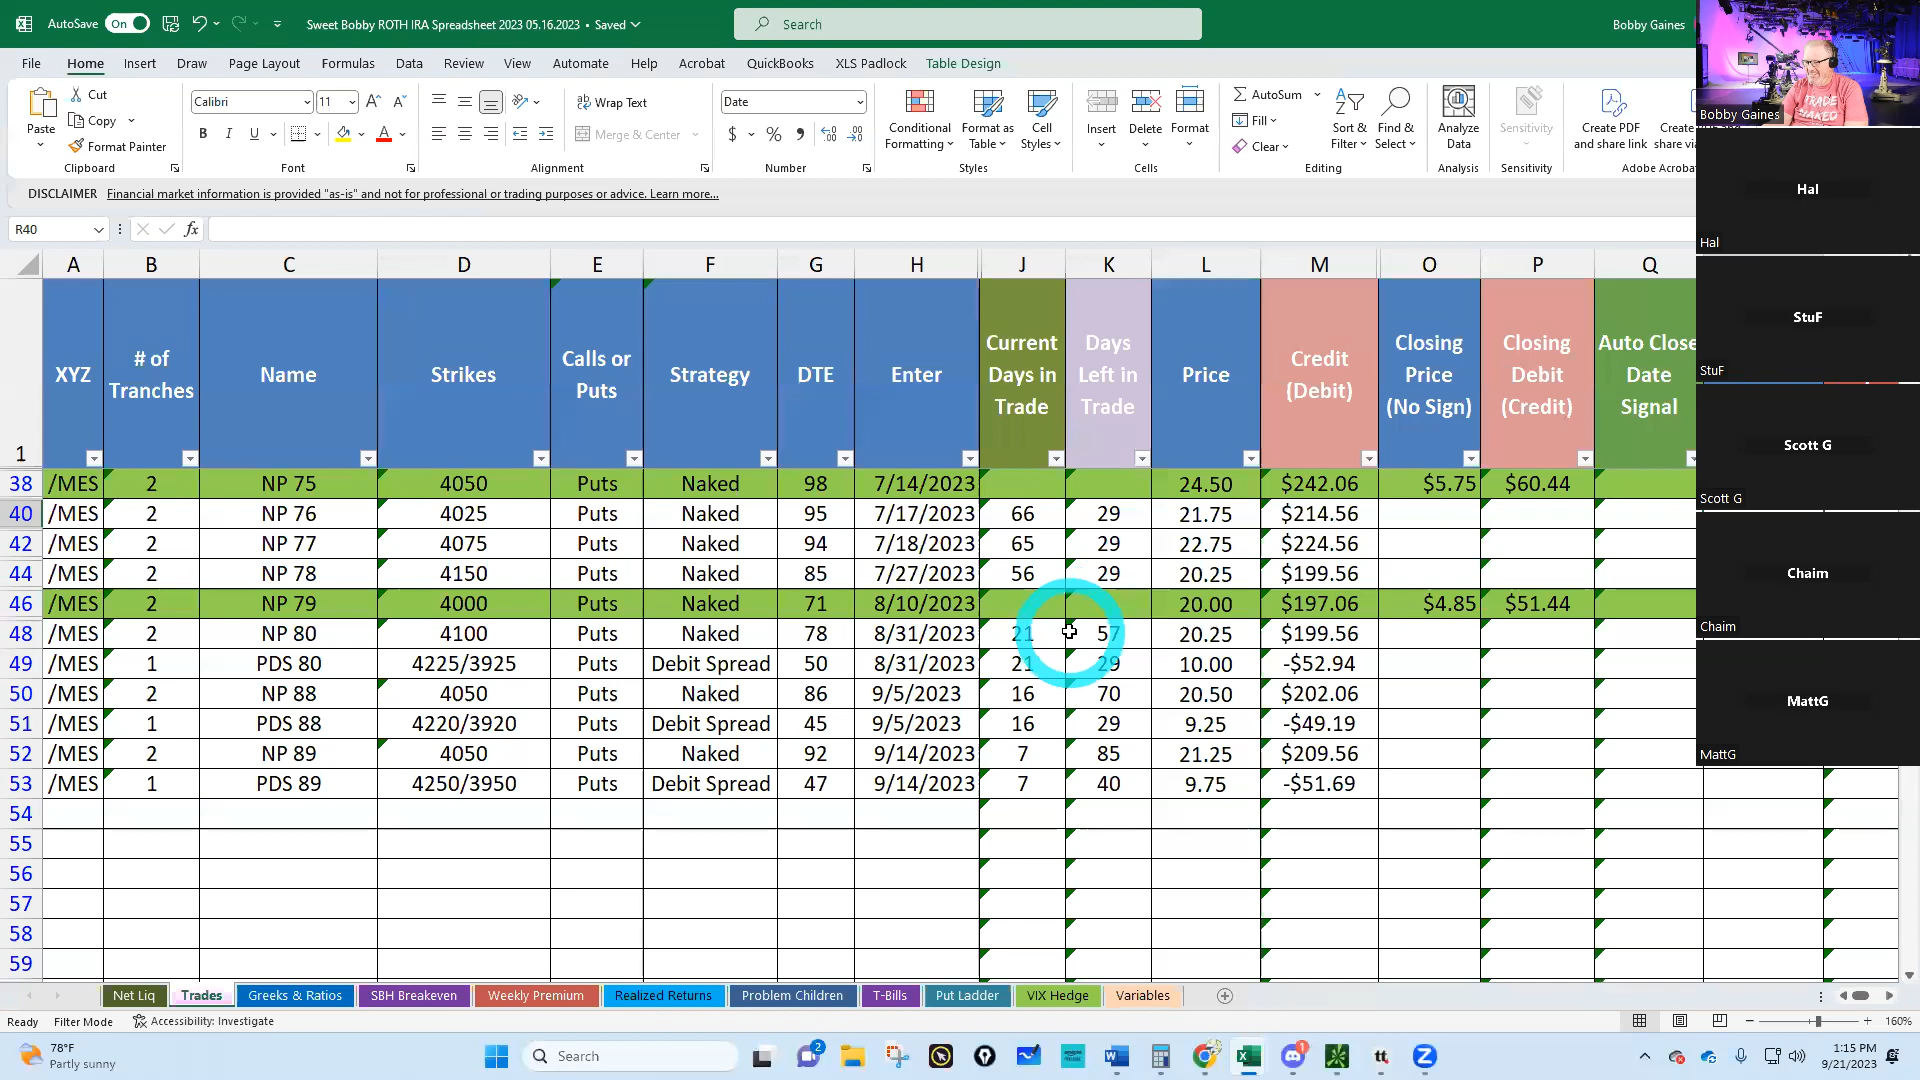 AutoSave On Sweet Bobby ROTH IRA Spreadsheet 2023 05.16.2023 • Saved Search Bobby Gaines
File Home Insert Draw Page Layout Formulas Data Review View Automate Help Acrobat QuickBooks XLS Padlock Table Design
Paste Cut Copy Format Painter Clipboard
Calibri 11 B I U A A A Font
Wrap Text Merge & Center Alignment
Date $ % , Number
Conditional Formatting Format as Table Cell Styles Styles
Insert Delete Format Cells
AutoSum Fill Clear Sort & Filter Find & Select Editing
Analyze Data Analysis
Sensitivity Sensitivity
Create PDF and share link Adobe
DISCLAIMER Financial market information is provided "as-is" and not for professional or trading purposes or advice. Learn more...
R40 fx
A B C D E F G H J K L M O P Q
1 XYZ # of Tranches Name Strikes Calls or Puts Strategy DTE Enter Current Days in Trade Days Left in Trade Price Credit (Debit) Closing Price (No Sign) Closing Debit (Credit) Auto Close Date Signal
38 /MES 2 NP 75 4050 Puts Naked 98 7/14/2023 24.50 $242.06 $5.75 $60.44
40 /MES 2 NP 76 4025 Puts Naked 95 7/17/2023 66 29 21.75 $214.56
42 /MES 2 NP 77 4075 Puts Naked 94 7/18/2023 65 29 22.75 $224.56
44 /MES 2 NP 78 4150 Puts Naked 85 7/27/2023 56 29 20.25 $199.56
46 /MES 2 NP 79 4000 Puts Naked 71 8/10/2023 20.00 $197.06 $4.85 $51.44
48 /MES 2 NP 80 4100 Puts Naked 78 8/31/2023 21 57 20.25 $199.56
49 /MES 1 PDS 80 4225/3925 Puts Debit Spread 50 8/31/2023 21 29 10.00 -$52.94
50 /MES 2 NP 88 4050 Puts Naked 86 9/5/2023 16 70 20.50 $202.06
51 /MES 1 PDS 88 4220/3920 Puts Debit Spread 45 9/5/2023 16 29 9.25 -$49.19
52 /MES 2 NP 89 4050 Puts Naked 92 9/14/2023 7 85 21.25 $209.56
53 /MES 1 PDS 89 4250/3950 Puts Debit Spread 47 9/14/2023 7 40 9.75 -$51.69
54
55
56
57
58
59
Bobby Gaines
Hal
Hal
StuF
StuF
Scott G
Scott G
Chaim
Chaim
MattG
MattG
Net Liq Trades Greeks & Ratios SBH Breakeven Weekly Premium Realized Returns Problem Children T-Bills Put Ladder VIX Hedge Variables
Ready Filter Mode Accessibility: Investigate 160%
78°F
Partly sunny
Search
2
1
tt
1:15 PM
9/21/2023